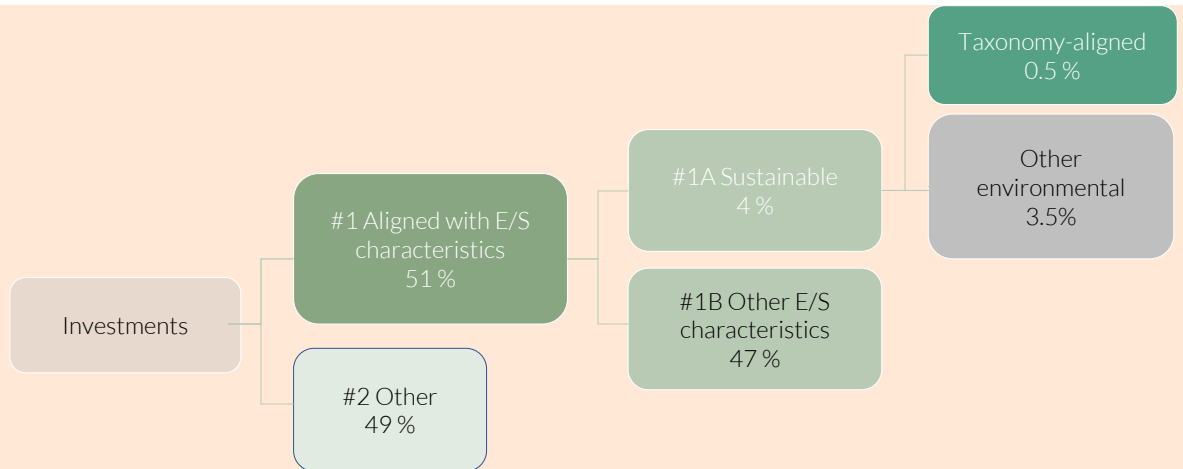 Taxonomy-aligned
0.5 %
Other
environmental
3.5%
#1A Sustainable
4 %
#1 Aligned with E/S
characteristics
51 %
#1B Other E/S
characteristics
47 %
Investments
#2 Other
49 %